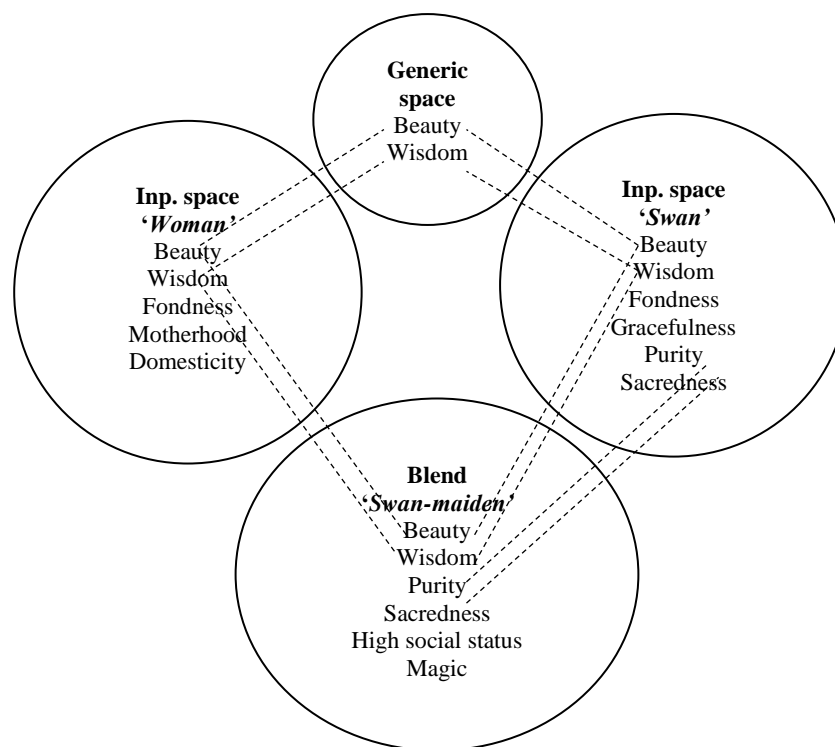 Generic
space
Beauty
Wisdom
Inp. space
‘Woman’
Beauty
Wisdom
Fondness
Motherhood
Domesticity
Inp. space
‘Swan’
Beauty
Wisdom
Fondness
Gracefulness
Purity
Sacredness
Blend
‘Swan-maiden’
Beauty
Wisdom
Purity
Sacredness
High social status
Magic